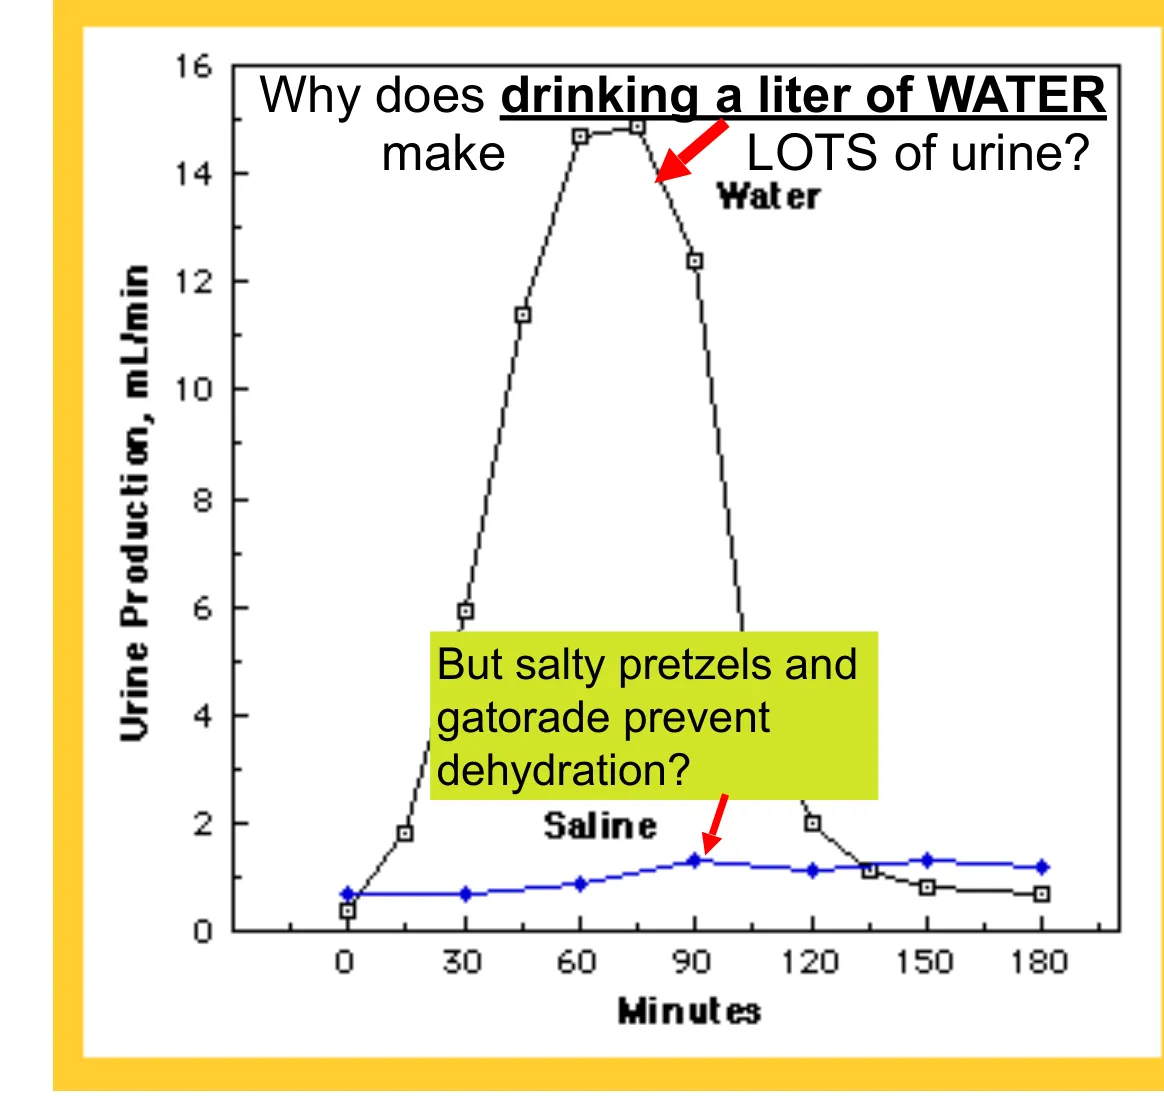 Why does drinking a liter of WATER
make LOTS of urine?
Water
16
14
12
10
8
6
4
2
0
Urine Production, mL/min
But salty pretzels and
gatorade prevent
dehydration?
Saline
0 30 60 90 120 150 180
Minutes